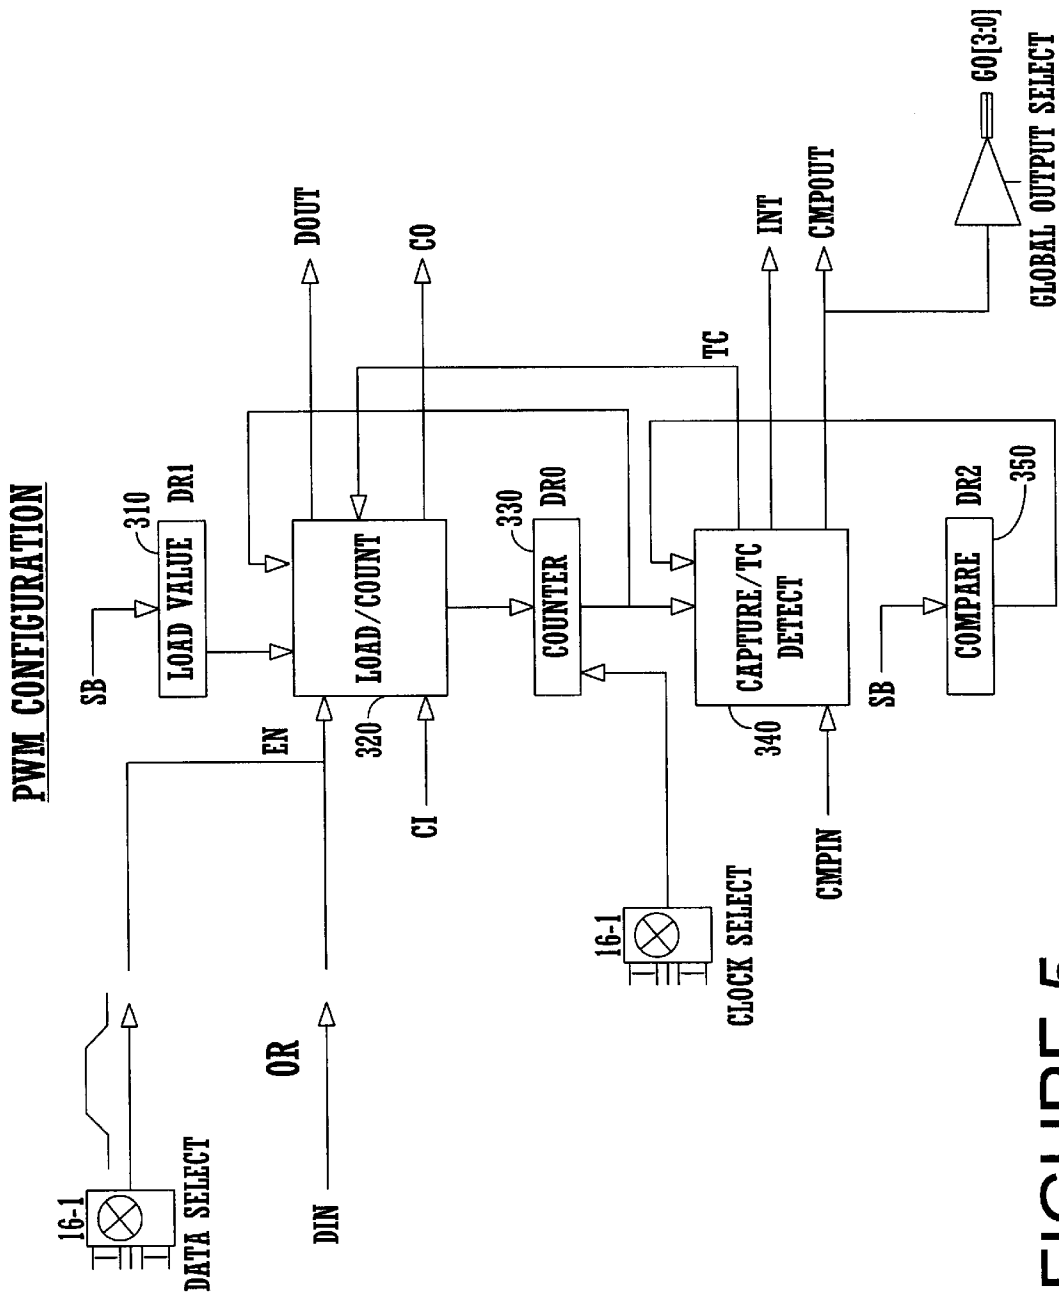 PWM CONFIGURATION
16-1
DATA SELECT
OR
DIN
EN
CI
SB
310
DR1
LOAD VALUE
LOAD/COUNT
320
DOUT
CO
330
DR0
COUNTER
16-1
CLOCK SELECT
TC
CAPTURE/TC
DETECT
340
CMPIN
INT
CMPOUT
GO[3:0]
GLOBAL OUTPUT SELECT
SB
DR2
COMPARE
350
FIGURE 5